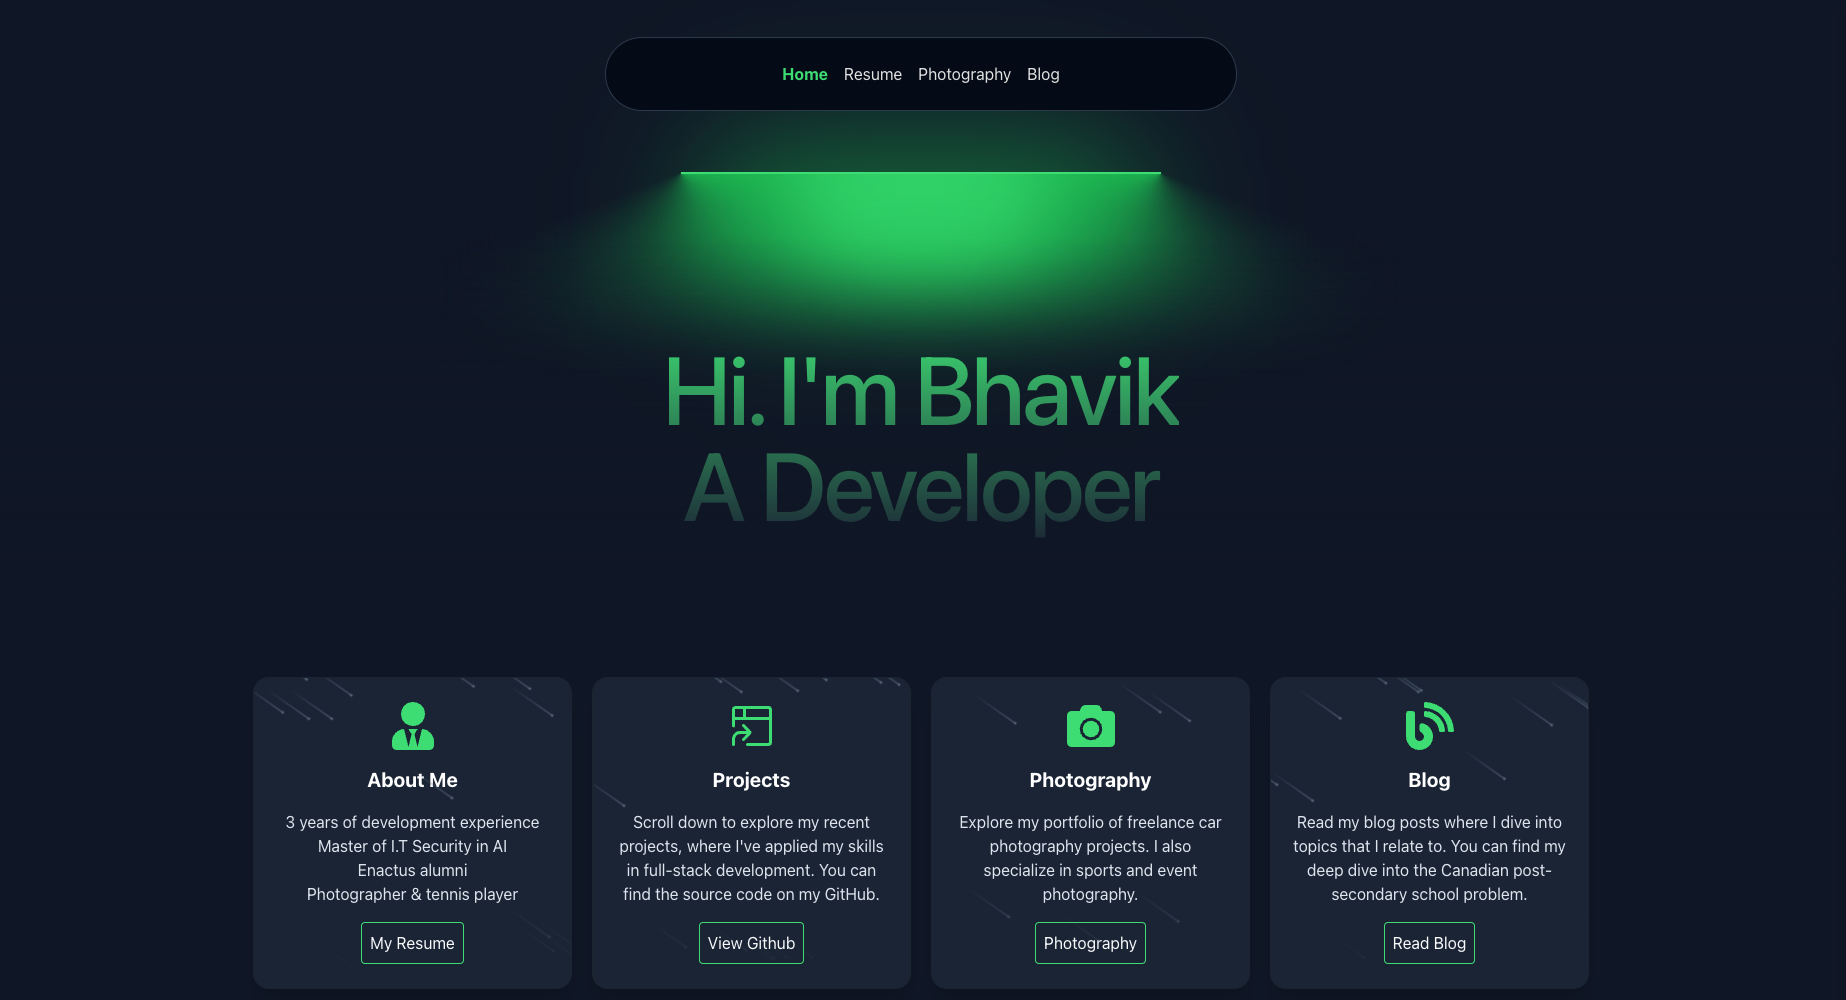 Home Resume Photography Blog
Hi. I'm Bhavik
A Developer
About Me
3 years of development experience
Master of I.T Security in AI
Enactus alumni
Photographer & tennis player
My Resume
Projects
Scroll down to explore my recent
projects, where I've applied my skills
in full-stack development. You can
find the source code on my GitHub.
View Github
Photography
Explore my portfolio of freelance car
photography projects. I also
specialize in sports and event
photography.
Photography
Blog
Read my blog posts where I dive into
topics that I relate to. You can find my
deep dive into the Canadian post-
secondary school problem.
Read Blog